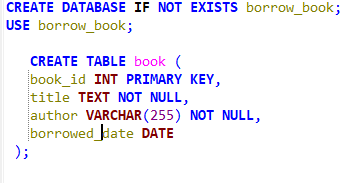 CREATE DATABASE IF NOT EXISTS borrow_book;
USE borrow_book;
CREATE TABLE book (
book_id INT PRIMARY KEY,
title TEXT NOT NULL,
author VARCHAR(255) NOT NULL,
borrowed_date DATE
);